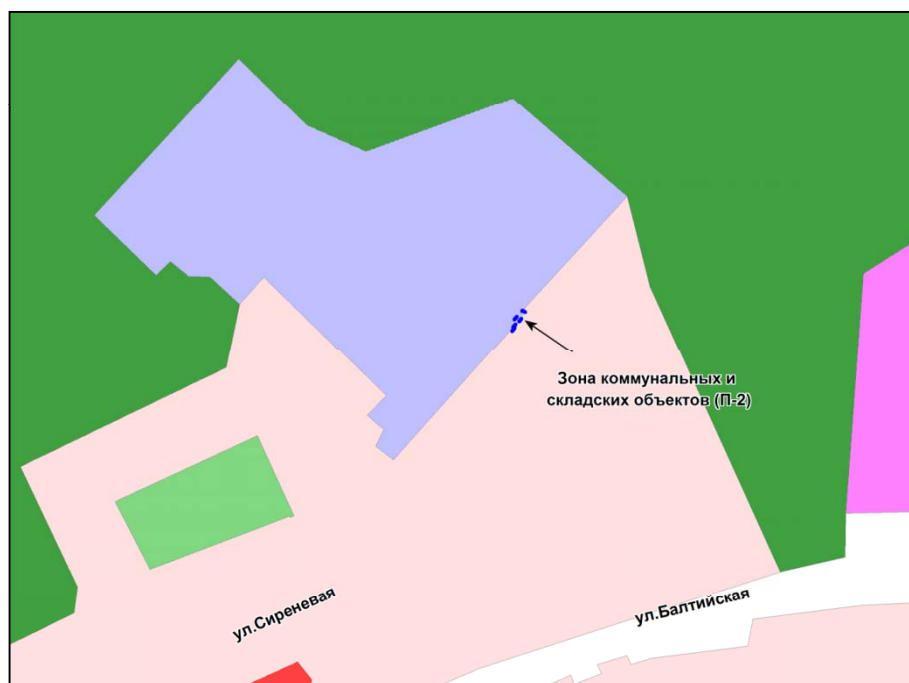 Зона коммунальных и
складских объектов (П-2)
ул.Сиреневая
ул.Балтийская